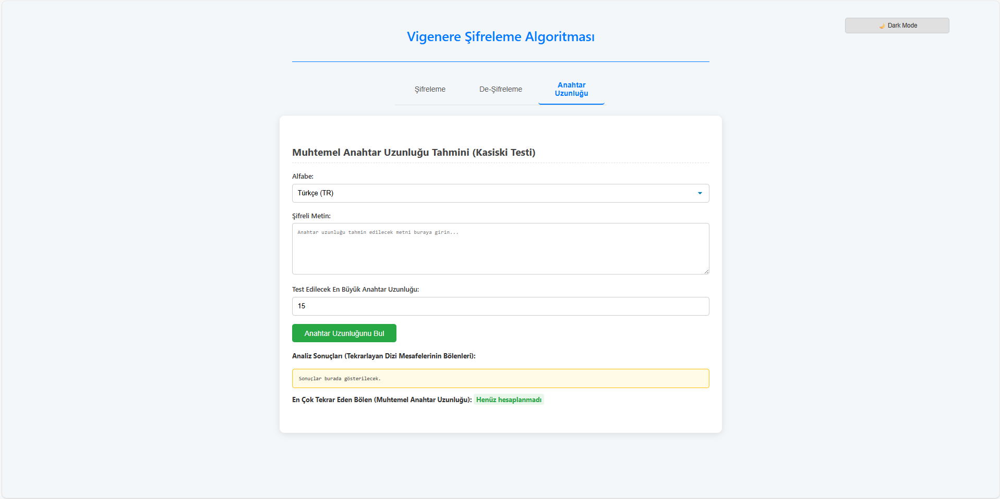 🌙 Dark Mode
Vigenere Şifreleme Algoritması
Şifreleme
De-Şifreleme
Anahtar
Uzunluğu
Muhtemel Anahtar Uzunluğu Tahmini (Kasiski Testi)
Alfabe:
Türkçe (TR)
Şifreli Metin:
Anahtar uzunluğu tahmin edilecek metni buraya girin...
Test Edilecek En Büyük Anahtar Uzunluğu:
15
Anahtar Uzunluğunu Bul
Analiz Sonuçları (Tekrarlayan Dizi Mesafelerinin Bölenleri):
Sonuçlar burada gösterilecek.
En Çok Tekrar Eden Bölen (Muhtemel Anahtar Uzunluğu): Henüz hesaplanmadı